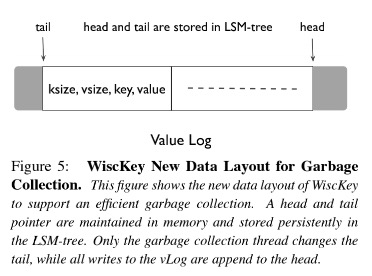 tail head and tail are stored in LSM-tree head
ksize, vsize, key, value
Value Log
Figure 5: WiscKey New Data Layout for Garbage
Collection. This figure shows the new data layout of WiscKey
to support an efficient garbage collection. A head and tail
pointer are maintained in memory and stored persistently in
the LSM-tree. Only the garbage collection thread changes the
tail, while all writes to the vLog are append to the head.